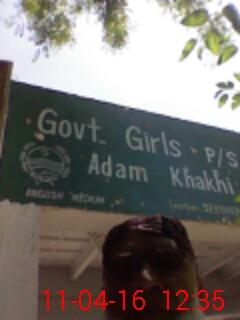 Govt. Girls P/S
Adam Khakhi
ENGLISH MEDIUM
11-04-16 12:35